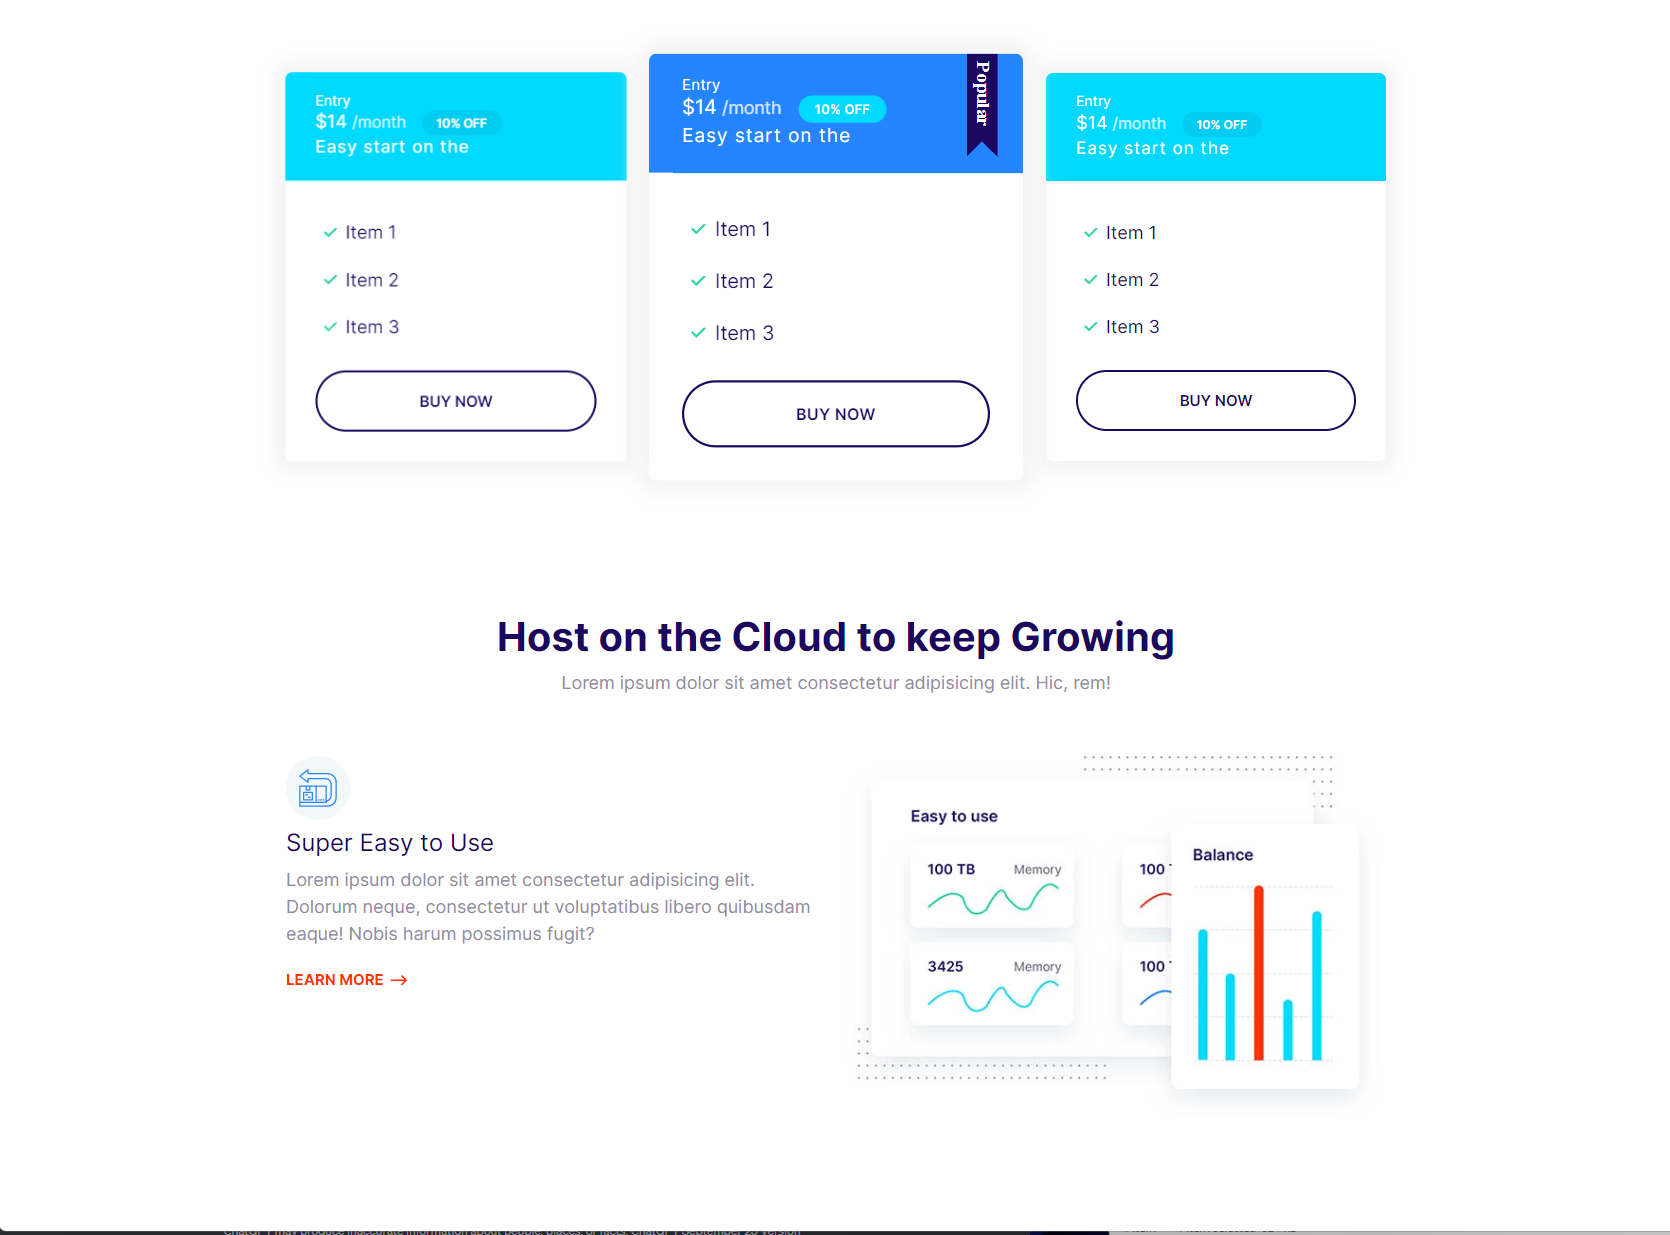 Entry
$14 /month 10% OFF
Easy start on the
Item 1
Item 2
Item 3
BUY NOW
Entry
$14 /month 10% OFF
Easy start on the
Popular
Item 1
Item 2
Item 3
BUY NOW
Entry
$14 /month 10% OFF
Easy start on the
Item 1
Item 2
Item 3
BUY NOW
Host on the Cloud to keep Growing
Lorem ipsum dolor sit amet consectetur adipisicing elit. Hic, rem!
Super Easy to Use
Lorem ipsum dolor sit amet consectetur adipisicing elit.
Dolorum neque, consectetur ut voluptatibus libero quibusdam
eaque! Nobis harum possimus fugit?
LEARN MORE
Easy to use
100 TB Memory
100
3425 Memory
100
Balance